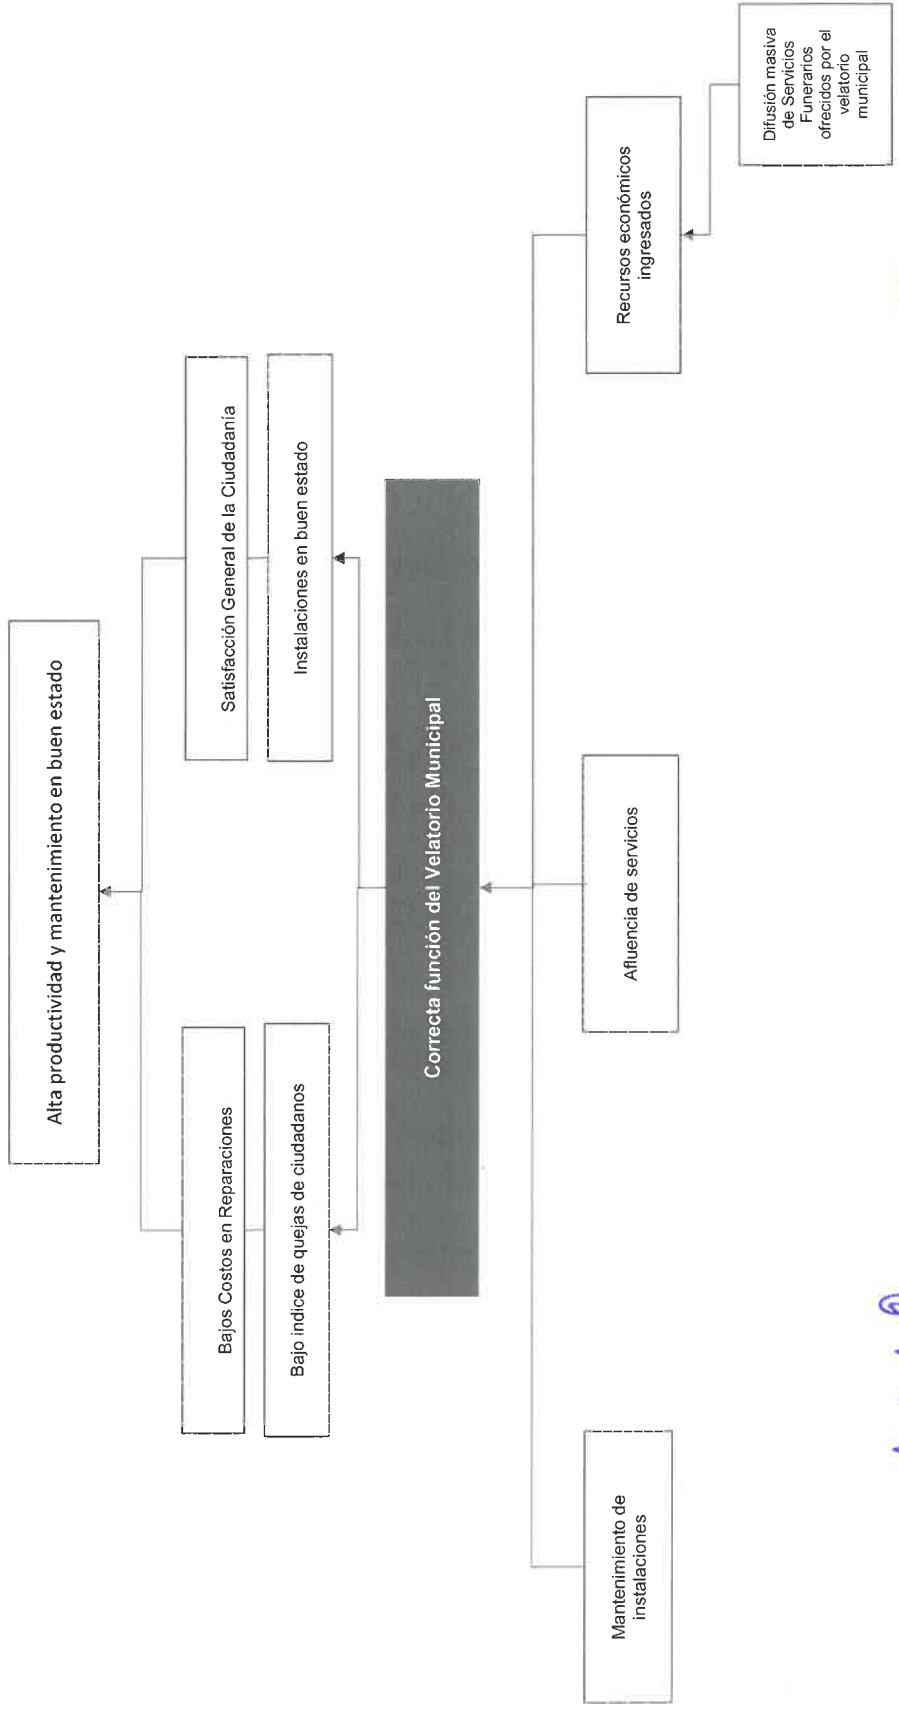 Alta productividad y mantenimiento en buen estado
Bajos Costos en Reparaciones
Satisfacción General de la Ciudadanía
Bajo indice de quejas de ciudadanos
Instalaciones en buen estado
Correcta función del Velatorio Municipal
Mantenimiento de
instalaciones
Afluencia de servicios
Recursos económicos
ingresados
Difusión masiva
de Servicios
Funerarios
ofrecidos por el
velatorio
municipal